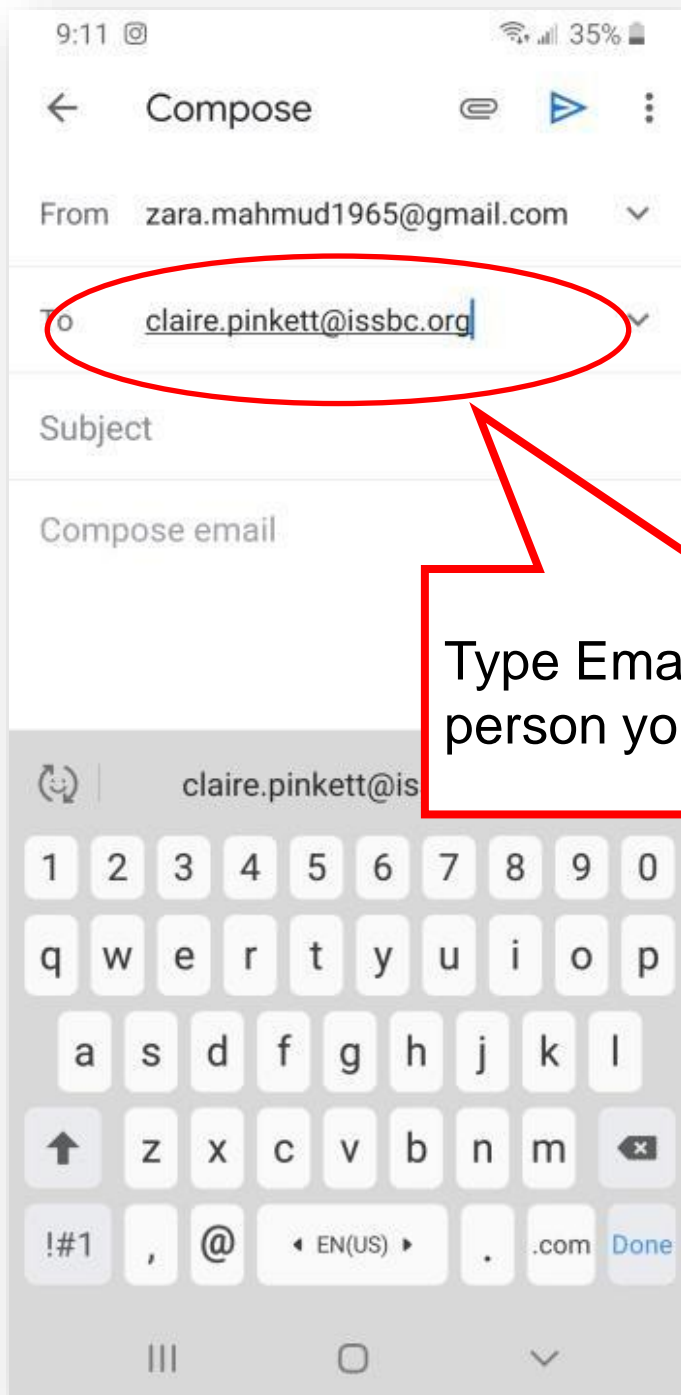 9:11 35%
Compose
From zara.mahmud1965@gmail.com
To claire.pinkett@issbc.org
Subject
Compose email
Type Ema
person yo
claire.pinkett@is
1 2 3 4 5 6 7 8 9 0
q w e r t y u i o p
a s d f g h j k l
z x c v b n m
!#1 , @ EN(US) . .com Done